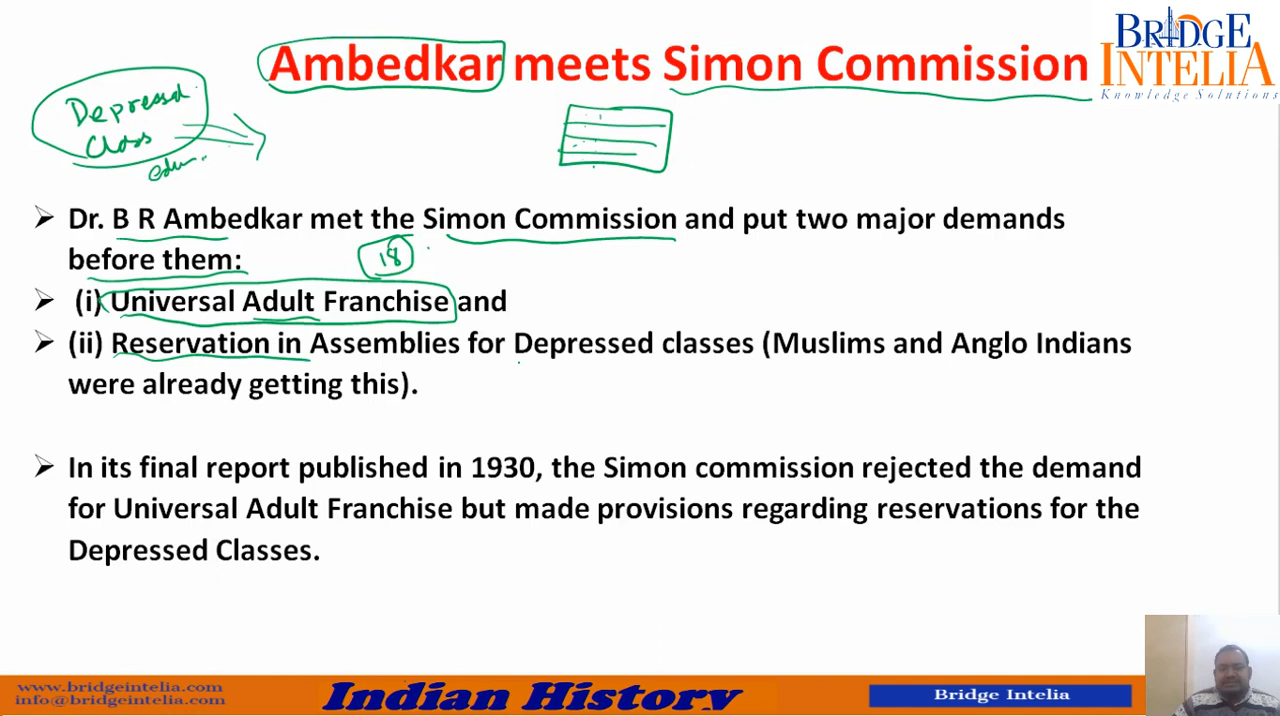 Ambedkar meets Simon Commission
BRIDGE
INTELIA
Knowledge Solutions
Depressed
Class
edu..
Dr. B R Ambedkar met the Simon Commission and put two major demands
before them:
18
(i) Universal Adult Franchise and
(ii) Reservation in Assemblies for Depressed classes (Muslims and Anglo Indians
were already getting this).
In its final report published in 1930, the Simon commission rejected the demand
for Universal Adult Franchise but made provisions regarding reservations for the
Depressed Classes.
www.bridgeintelia.com
info@bridgeintelia.com
Indian History
Bridge Intelia